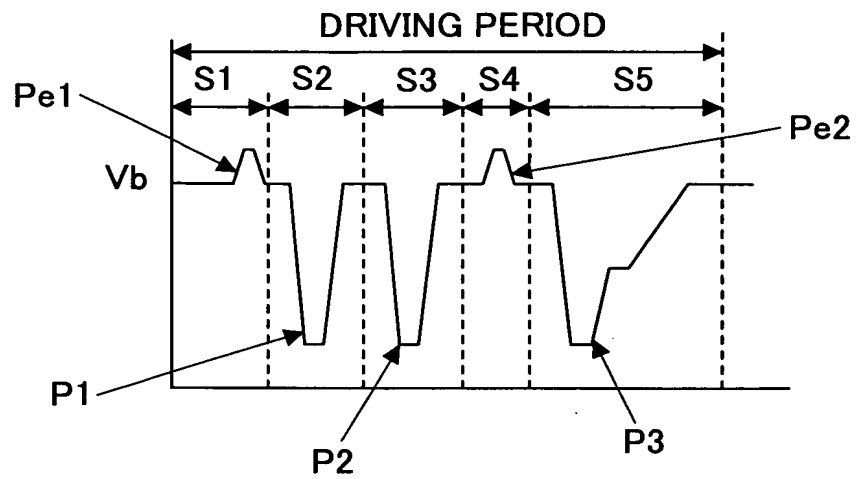 DRIVING PERIOD
S1 S2 S3 S4 S5
Pe1
Pe2
Vb
P1
P2
P3